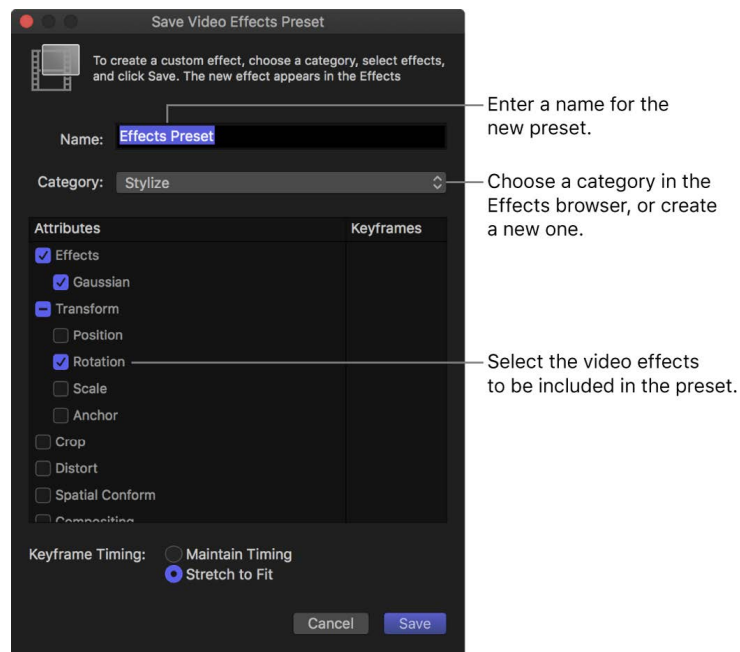 Save Video Effects Preset
To create a custom effect, choose a category, select effects,
and click Save. The new effect appears in the Effects
Name: Effects Preset
Category: Stylize
Attributes Keyframes
Effects
Gaussian
Transform
Position
Rotation
Scale
Anchor
Crop
Distort
Spatial Conform
Compositing
Keyframe Timing: Maintain Timing
Stretch to Fit
Cancel Save
Enter a name for the
new preset.
Choose a category in the
Effects browser, or create
a new one.
Select the video effects
to be included in the preset.